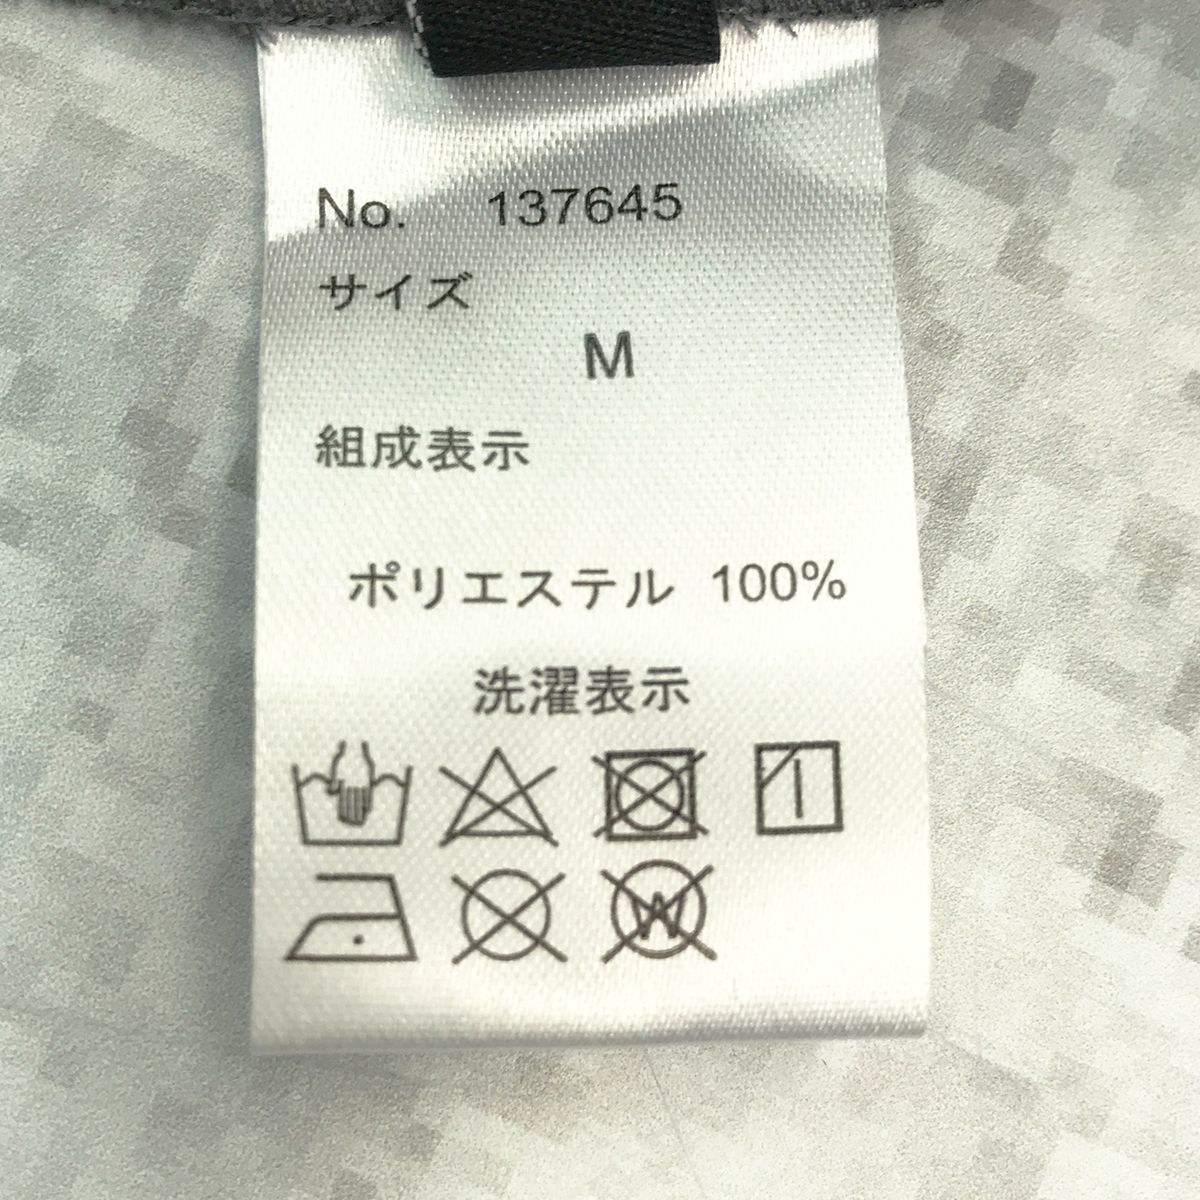 No. 137645
サイズ
M
組成表示
ポリエステル 100%
洗濯表示
W